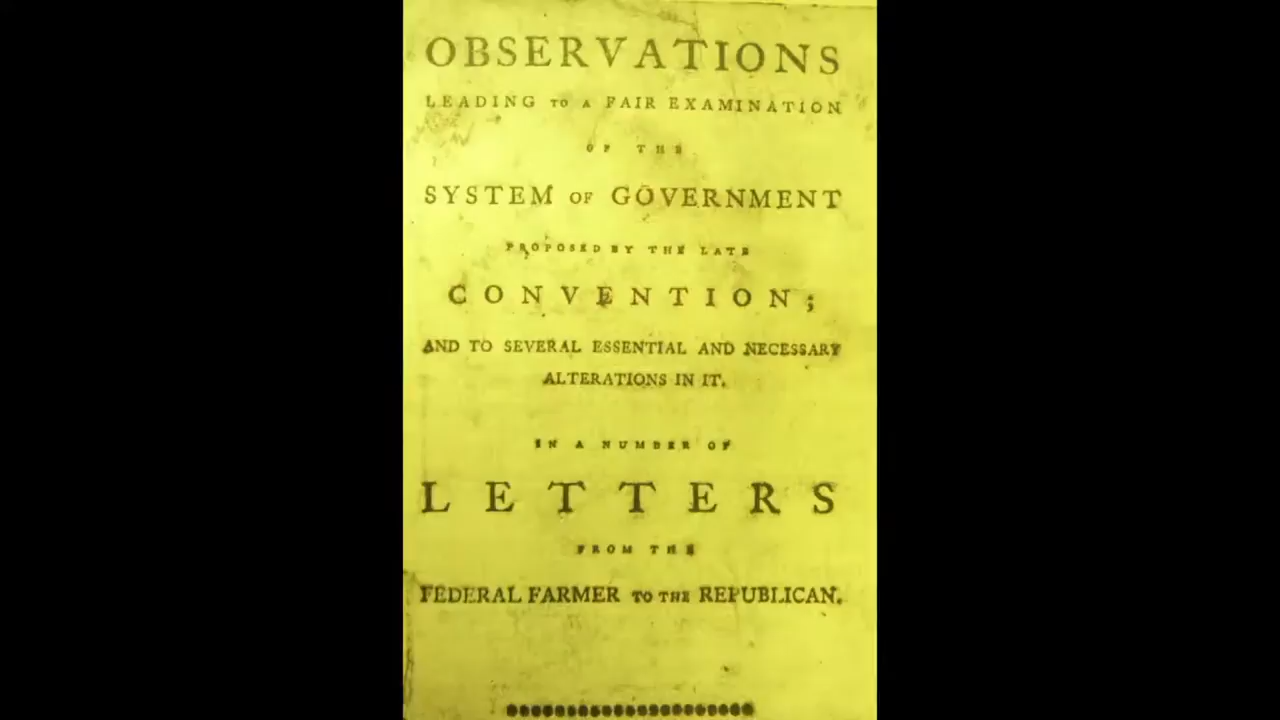 OBSERVATIONS
LEADING TO A FAIR EXAMINATION
OF THE
SYSTEM OF GOVERNMENT
PROPOSED BY THE LATE
CONVENTION;
AND TO SEVERAL ESSENTIAL AND NECESSARY
ALTERATIONS IN IT.
IN A NUMBER OF
LETTERS
FROM THE
FEDERAL FARMER TO THE REPUBLICAN.